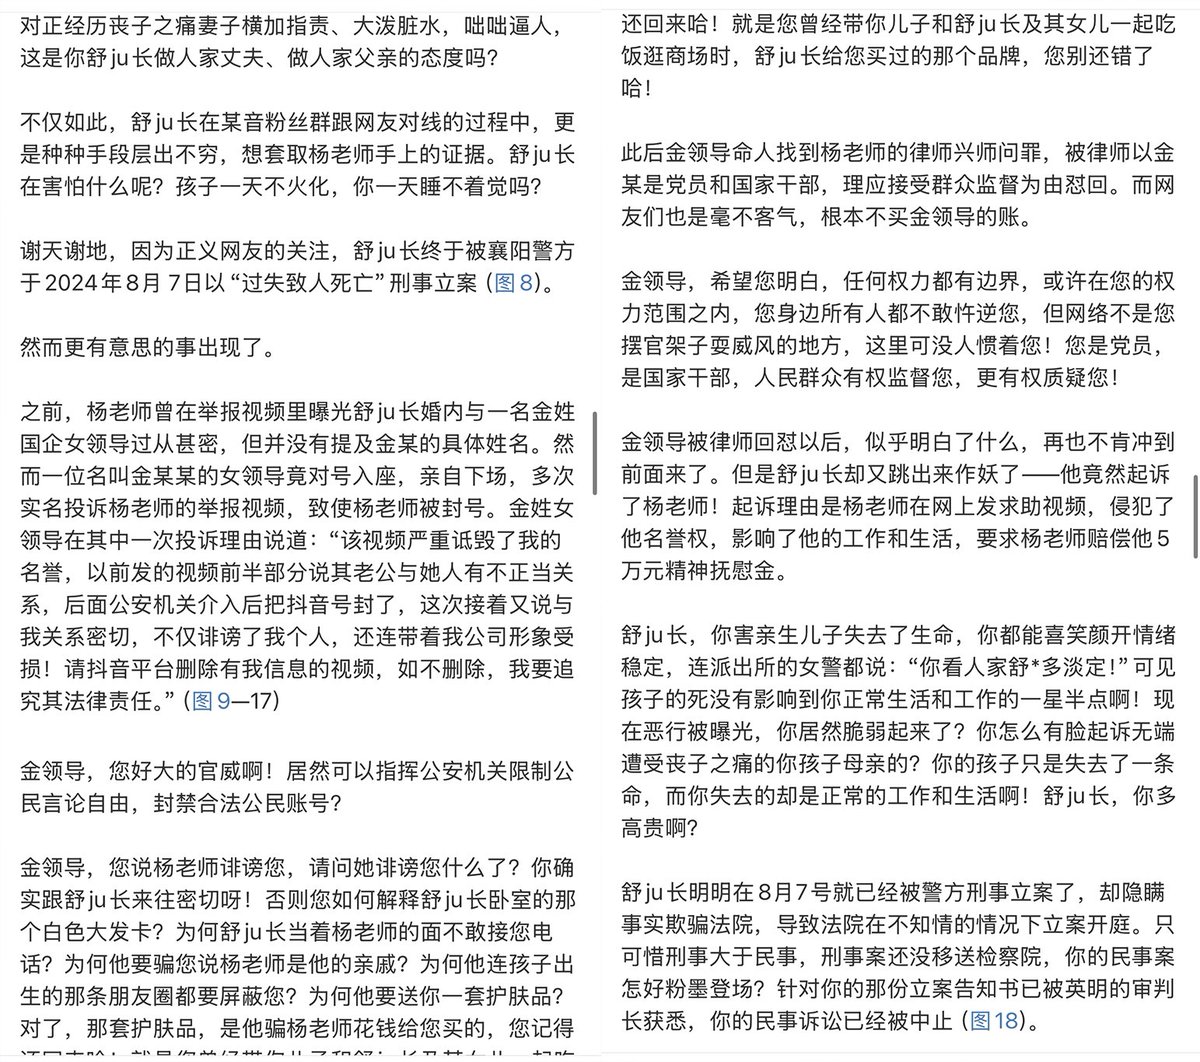 对正经历丧子之痛妻子横加指责、大泼脏水，咄咄逼人，
这是你舒ju长做人家丈夫、做人家父亲的态度吗？
不仅如此，舒ju长在某音粉丝群跟网友对线的过程中，更
是种种手段层出不穷，想套取杨老师手上的证据。舒ju长
在害怕什么呢？孩子一天不火化，你一天睡不着觉吗？
谢天谢地，因为正义网友的关注，舒ju长终于被襄阳警方
于2024年8月 7日以“过失致人死亡”刑事立案（图8）。
然而更有意思的事出现了。
之前，杨老师曾在举报视频里曝光舒ju长婚内与一名金姓
国企女领导过从甚密，但并没有提及金某的具体姓名。然
而一位名叫金某某的女领导竟对号入座，亲自下场，多次
实名投诉杨老师的举报视频，致使杨老师被封号。金姓女
领导在其中一次投诉理由说道：“该视频严重诋毁了我的
名誉，以前发的视频前半部分说其老公与她人有不正当关
系，后面公安机关介入后把抖音号封了，这次接着又说与
我关系密切，不仅诽谤了我个人，还连带着我公司形象受
损！请抖音平台删除有我信息的视频，如不删除，我要追
究其法律责任。”（图9—17）
金领导，您好大的官威啊！居然可以指挥公安机关限制公
民言论自由，封禁合法公民账号？
金领导，您说杨老师诽谤您，请问她诽谤您什么了？你确
实跟舒ju长来往密切呀！否则您如何解释舒ju长卧室的那
个白色大发卡？为何舒ju长当着杨老师的面不敢接您电
话？为何他要骗您说杨老师是他的亲戚？为何他连孩子出
生的那条朋友圈都要屏蔽您？为何他要送你一套护肤品？
对了，那套护肤品，是他骗杨老师花钱给您买的，您记得
还回来哈！就是您曾经带你儿子和舒ju长及其女儿一起吃
还回来哈！就是您曾经带你儿子和舒ju长及其女儿一起吃
饭逛商场时，舒ju长给您买过的那个品牌，您别还错了
哈！
此后金领导命人找到杨老师的律师兴师问罪，被律师以金
某是党员和国家干部，理应接受群众监督为由怼回。而网
友们也是毫不客气，根本不买金领导的账。
金领导，希望您明白，任何权力都有边界，或许在您的权
力范围之内，您身边所有人都不敢忤逆您，但网络不是您
摆官架子耍威风的地方，这里可没人惯着您！您是党员，
是国家干部，人民群众有权监督您，更有权质疑您！
金领导被律师回怼以后，似乎明白了什么，再也不肯冲到
前面来了。但是舒ju长却又跳出来作妖了——他竟然起诉
了杨老师！起诉理由是杨老师在网上发求助视频，侵犯了
他名誉权，影响了他的工作和生活，要求杨老师赔偿他5
万元精神抚慰金。
舒ju长，你害亲生儿子失去了生命，你都能喜笑颜开情绪
稳定，连派出所的女警都说：“你看人家舒*多淡定！”可见
孩子的死没有影响到你正常生活和工作的一星半点啊！现
在恶行被曝光，你居然脆弱起来了？你怎么有脸起诉无端
遭受丧子之痛的你孩子母亲的？你的孩子只是失去了一条
命，而你失去的却是正常的工作和生活啊！舒ju长，你多
高贵啊？
舒ju长明明在8月7号就已经被警方刑事立案了，却隐瞒
事实欺骗法院，导致法院在不知情的情况下立案开庭。只
可惜刑事大于民事，刑事案还没移送检察院，你的民事案
怎好粉墨登场？针对你的那份立案告知书已被英明的审判
长获悉，你的民事诉讼已经被中止（图18）。